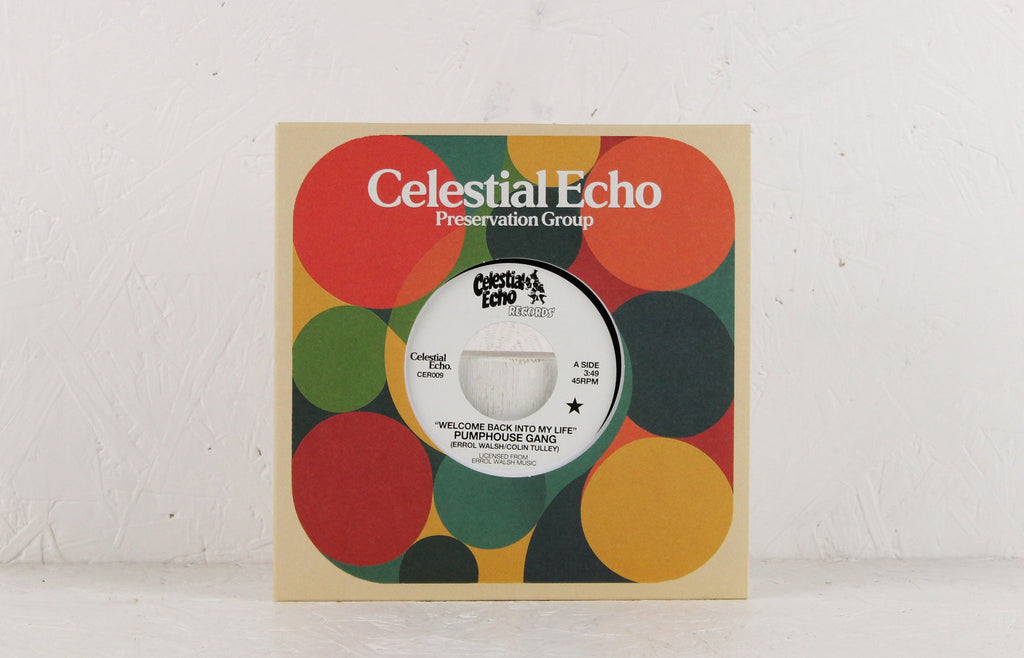 Celestial Echo
Preservation Group
Celestial
Echo
RECORDS
Celestial
Echo.
CER009
A SIDE
3:49
45RPM
"WELCOME BACK INTO MY LIFE"
PUMPHOUSE GANG
(ERROL WALSH/COLIN TULLEY)
LICENSED FROM
ERROL WALSH MUSIC